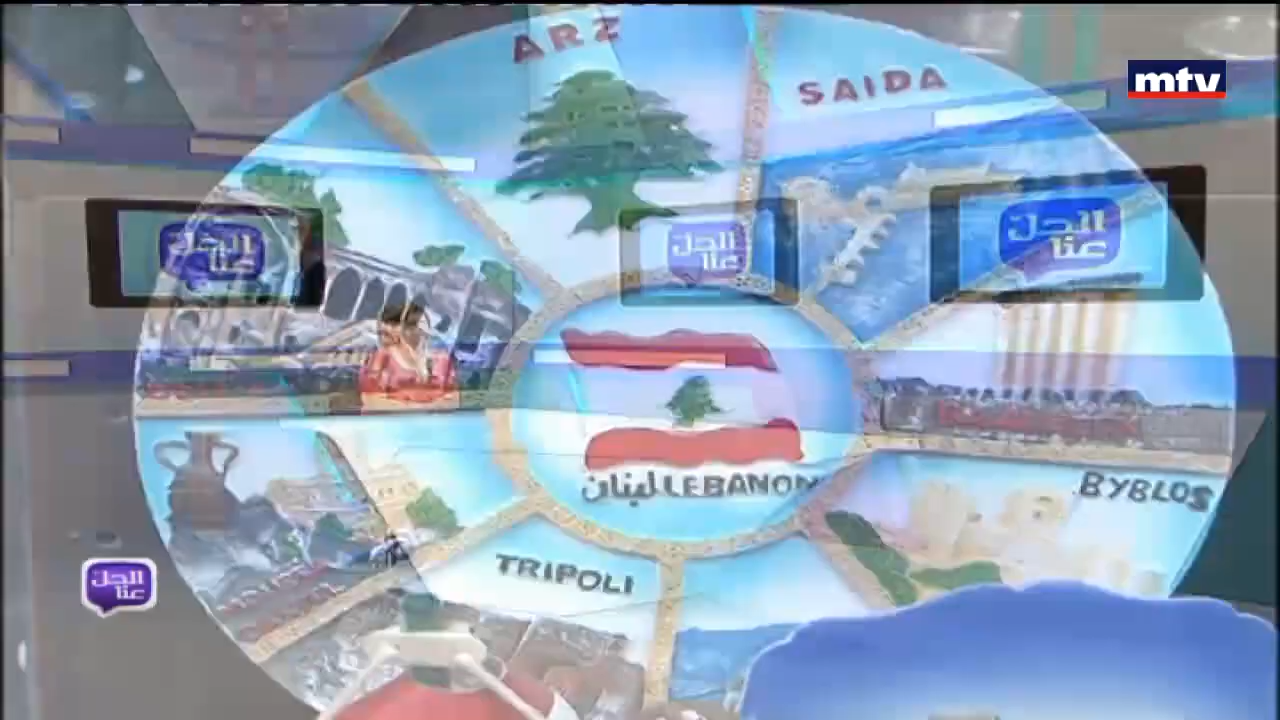 ARZ
SAIDA
mtv
الحل
عنا
الحل
عنا
الحل
عنا
لبنان LEBANON
BYBLOS
TRIPOLI
الحل
عنا